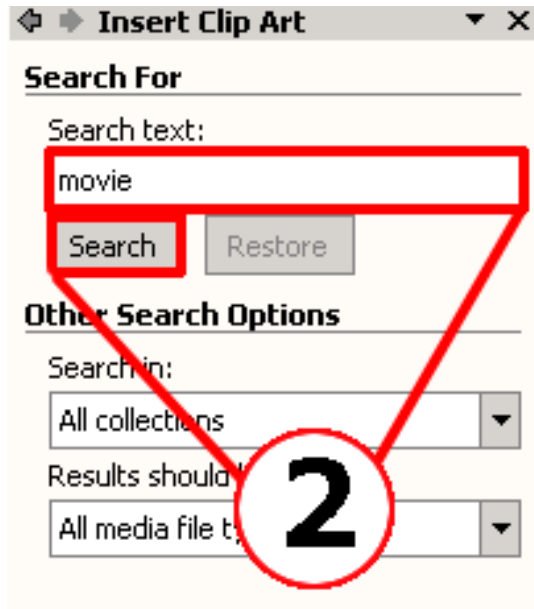 Insert Clip Art
Search For
Search text:
movie
Search Restore
Other Search Options
Search in:
All collections
Results should
All media file
2